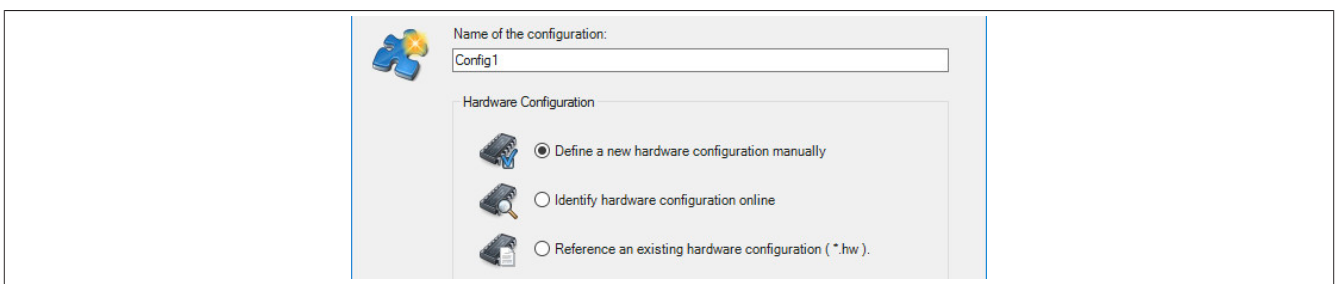 Name of the configuration:
Config1
Hardware Configuration
Define a new hardware configuration manually
Identify hardware configuration online
Reference an existing hardware configuration ( *.hw ).